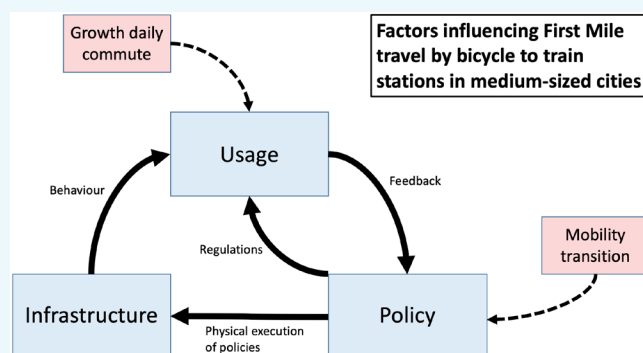 Growth daily
commute
Factors influencing First Mile
travel by bicycle to train
stations in medium-sized cities
Usage
Behaviour
Feedback
Regulations
Mobility
transition
Infrastructure
Policy
Physical execution
of policies